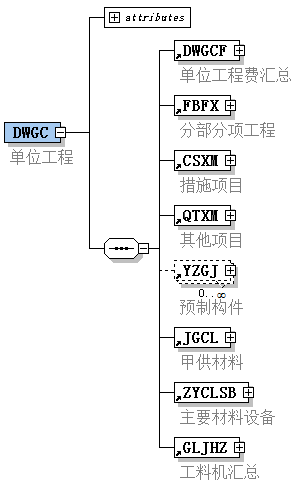 attributes
DWGC
单位工程
DWGCF
单位工程费汇总
FBFX
分部分项工程
CSXM
措施项目
QTXM
其他项目
YZGJ
0..∞
预制构件
JGCL
甲供材料
ZYCLSB
主要材料设备
GLJHZ
工料机汇总